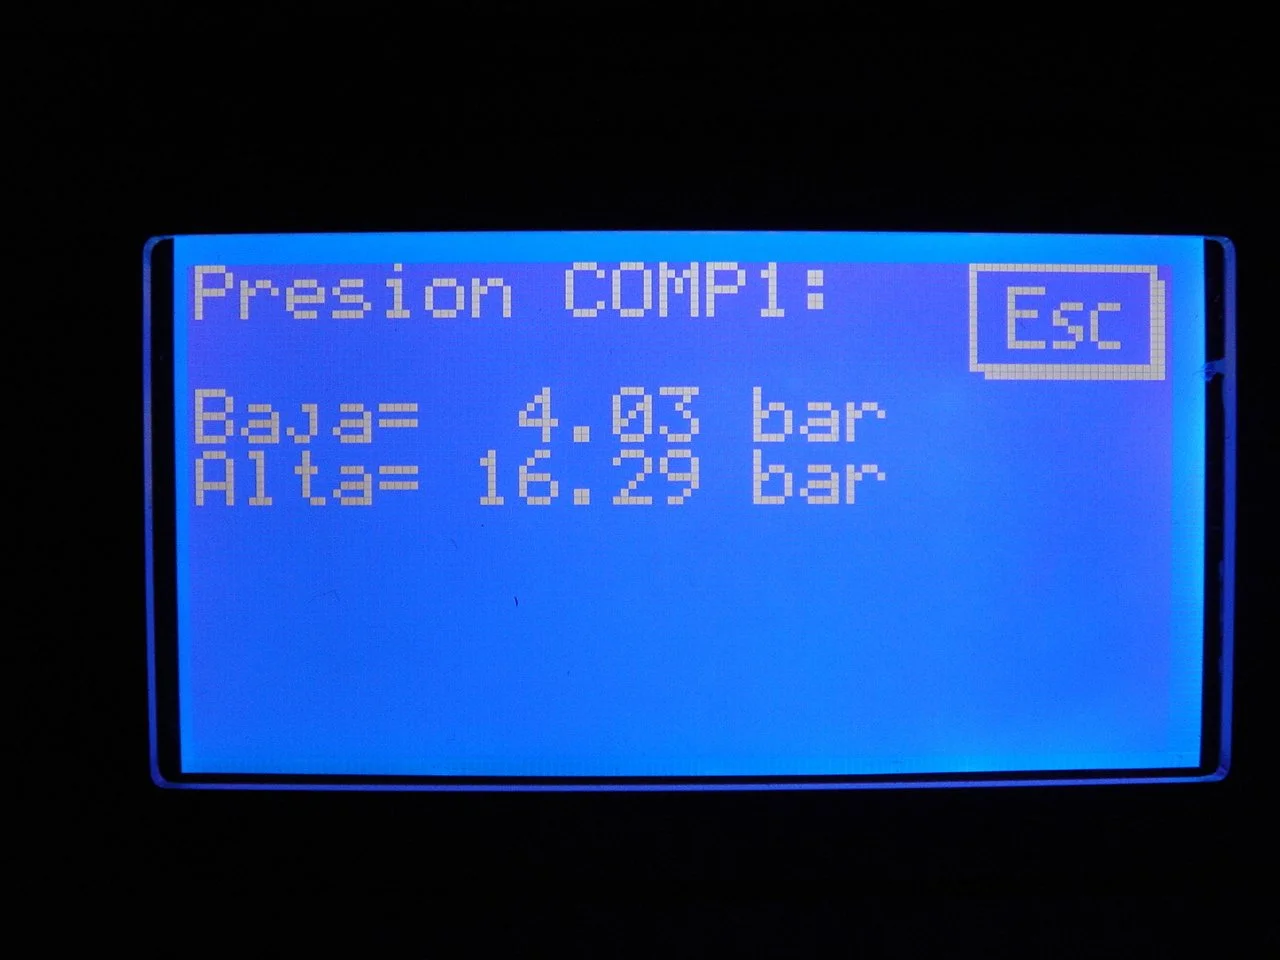 Presion COMP1:
Esc
Baja= 4.03 bar
Alta= 16.29 bar